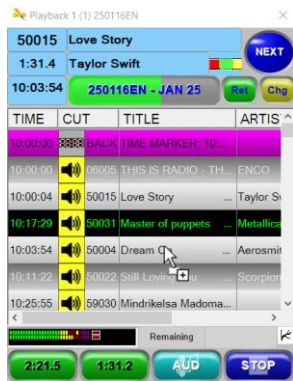 Playback 1 (1) 250116EN
50015 Love Story
1:31.4 Taylor Swift
NEXT
10:03:54 250116EN - JAN 25 Ret Chg
TIME CUT TITLE ARTIS
10:00:00 BACK TIME MARKER: 10:...
10:00:00 06005 THIS IS RADIO - TH... ENCO
10:00:04 50015 Love Story ... Taylor S
10:17:29 50031 Master of puppets ... Metallica
10:03:54 50004 Dream ... Aerosmit
10:11:22 50022 Still Lovin ... Scorpion
10:25:55 59030 Mindrikelsa Madoma...
Remaining
2:21.5 1:31.2 AUD STOP